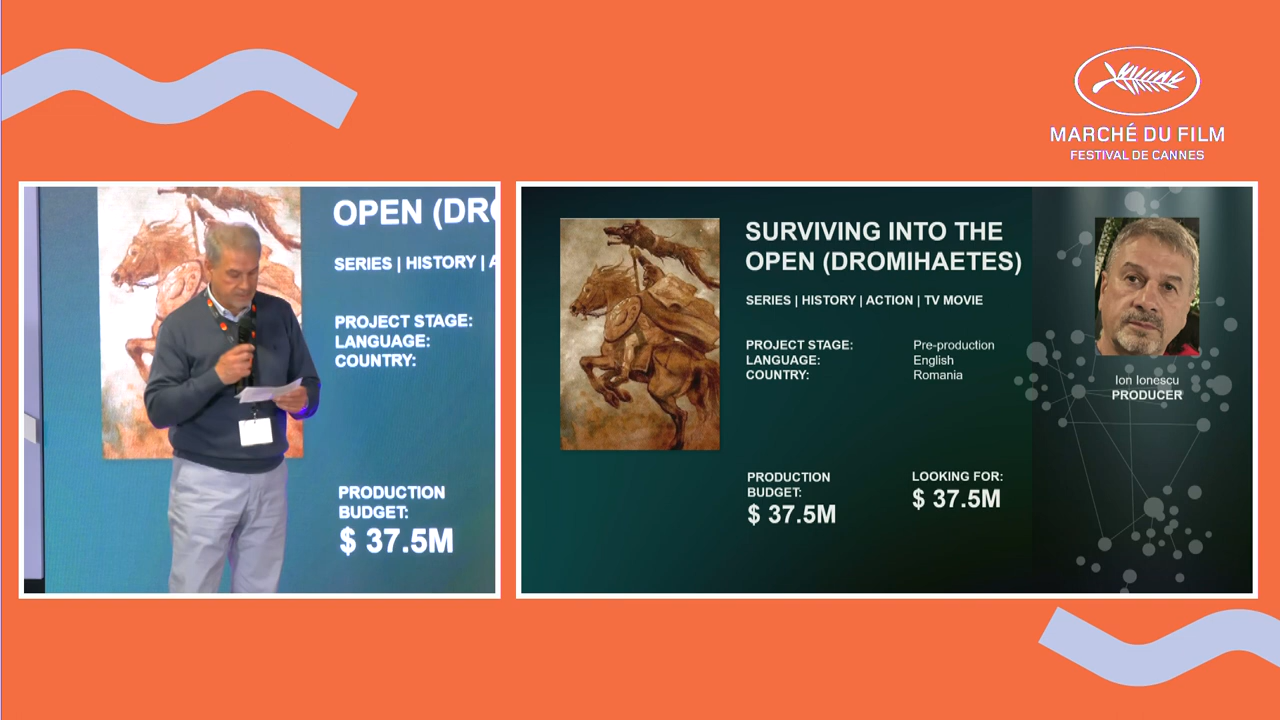 MARCHÉ DU FILM
FESTIVAL DE CANNES
OPEN (DRO
SERIES | HISTORY | A
PROJECT STAGE:
LANGUAGE:
COUNTRY:
PRODUCTION
BUDGET:
$ 37.5M
SURVIVING INTO THE
OPEN (DROMIHAETES)
SERIES | HISTORY | ACTION | TV MOVIE
PROJECT STAGE: Pre-production
LANGUAGE: English
COUNTRY: Romania
PRODUCTION
BUDGET:
$ 37.5M
LOOKING FOR:
$ 37.5M
Ion Ionescu
PRODUCER